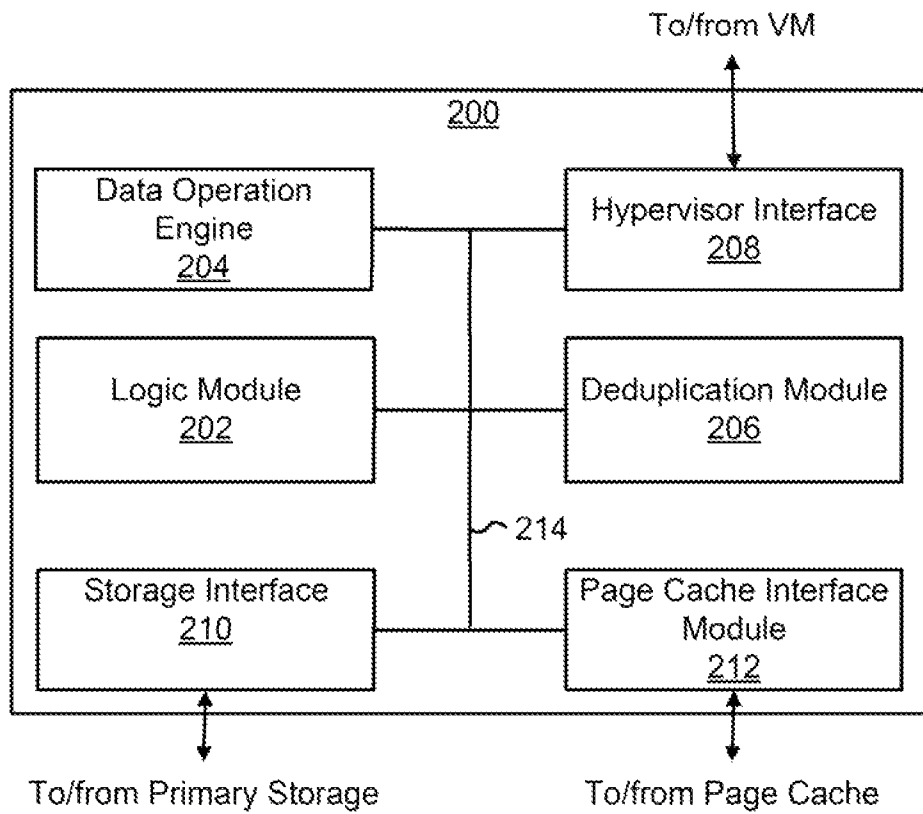 To/from VM
200
Data Operation
Engine
204
Hypervisor Interface
208
Logic Module
202
Deduplication Module
206
214
Storage Interface
210
Page Cache Interface
Module
212
To/from Primary Storage
To/from Page Cache